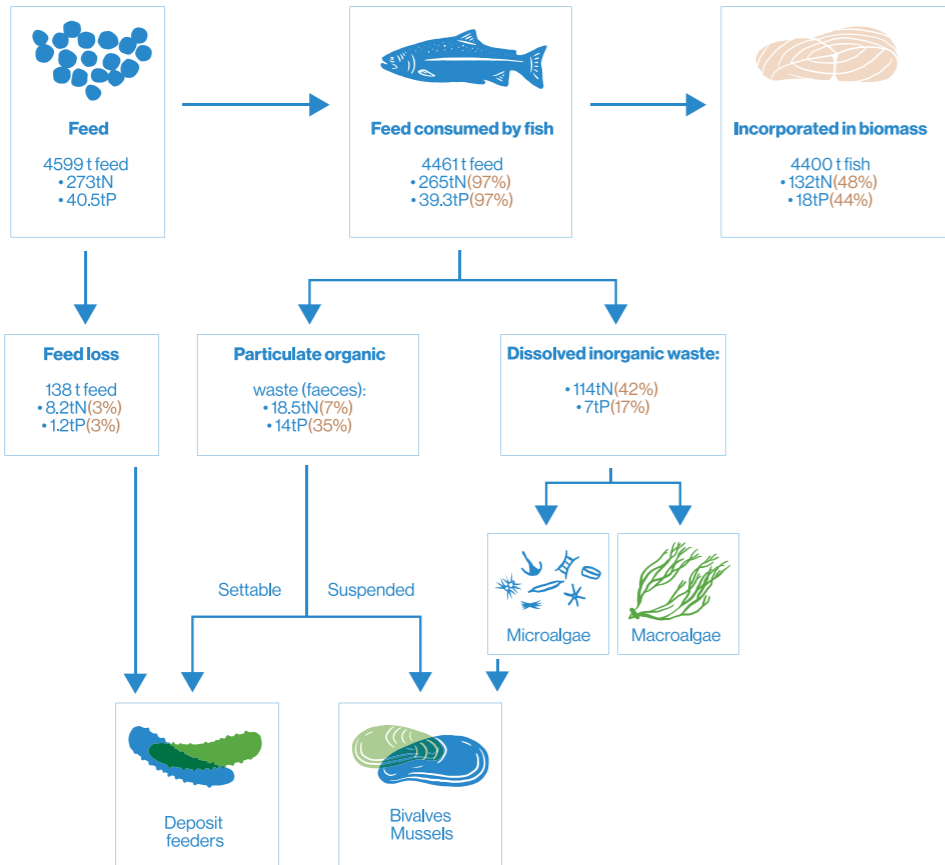 Feed
4599 t feed
• 273tN
• 40.5tP
Feed consumed by fish
4461 t feed
• 265tN(97%)
• 39.3tP(97%)
Incorporated in biomass
4400 t fish
• 132tN(48%)
• 18tP(44%)
Feed loss
138 t feed
• 8.2tN(3%)
• 1.2tP(3%)
Particulate organic
waste (faeces):
• 18.5tN(7%)
• 14tP(35%)
Dissolved inorganic waste:
• 114tN(42%)
• 7tP(17%)
Settable
Suspended
Microalgae
Macroalgae
Deposit
feeders
Bivalves
Mussels